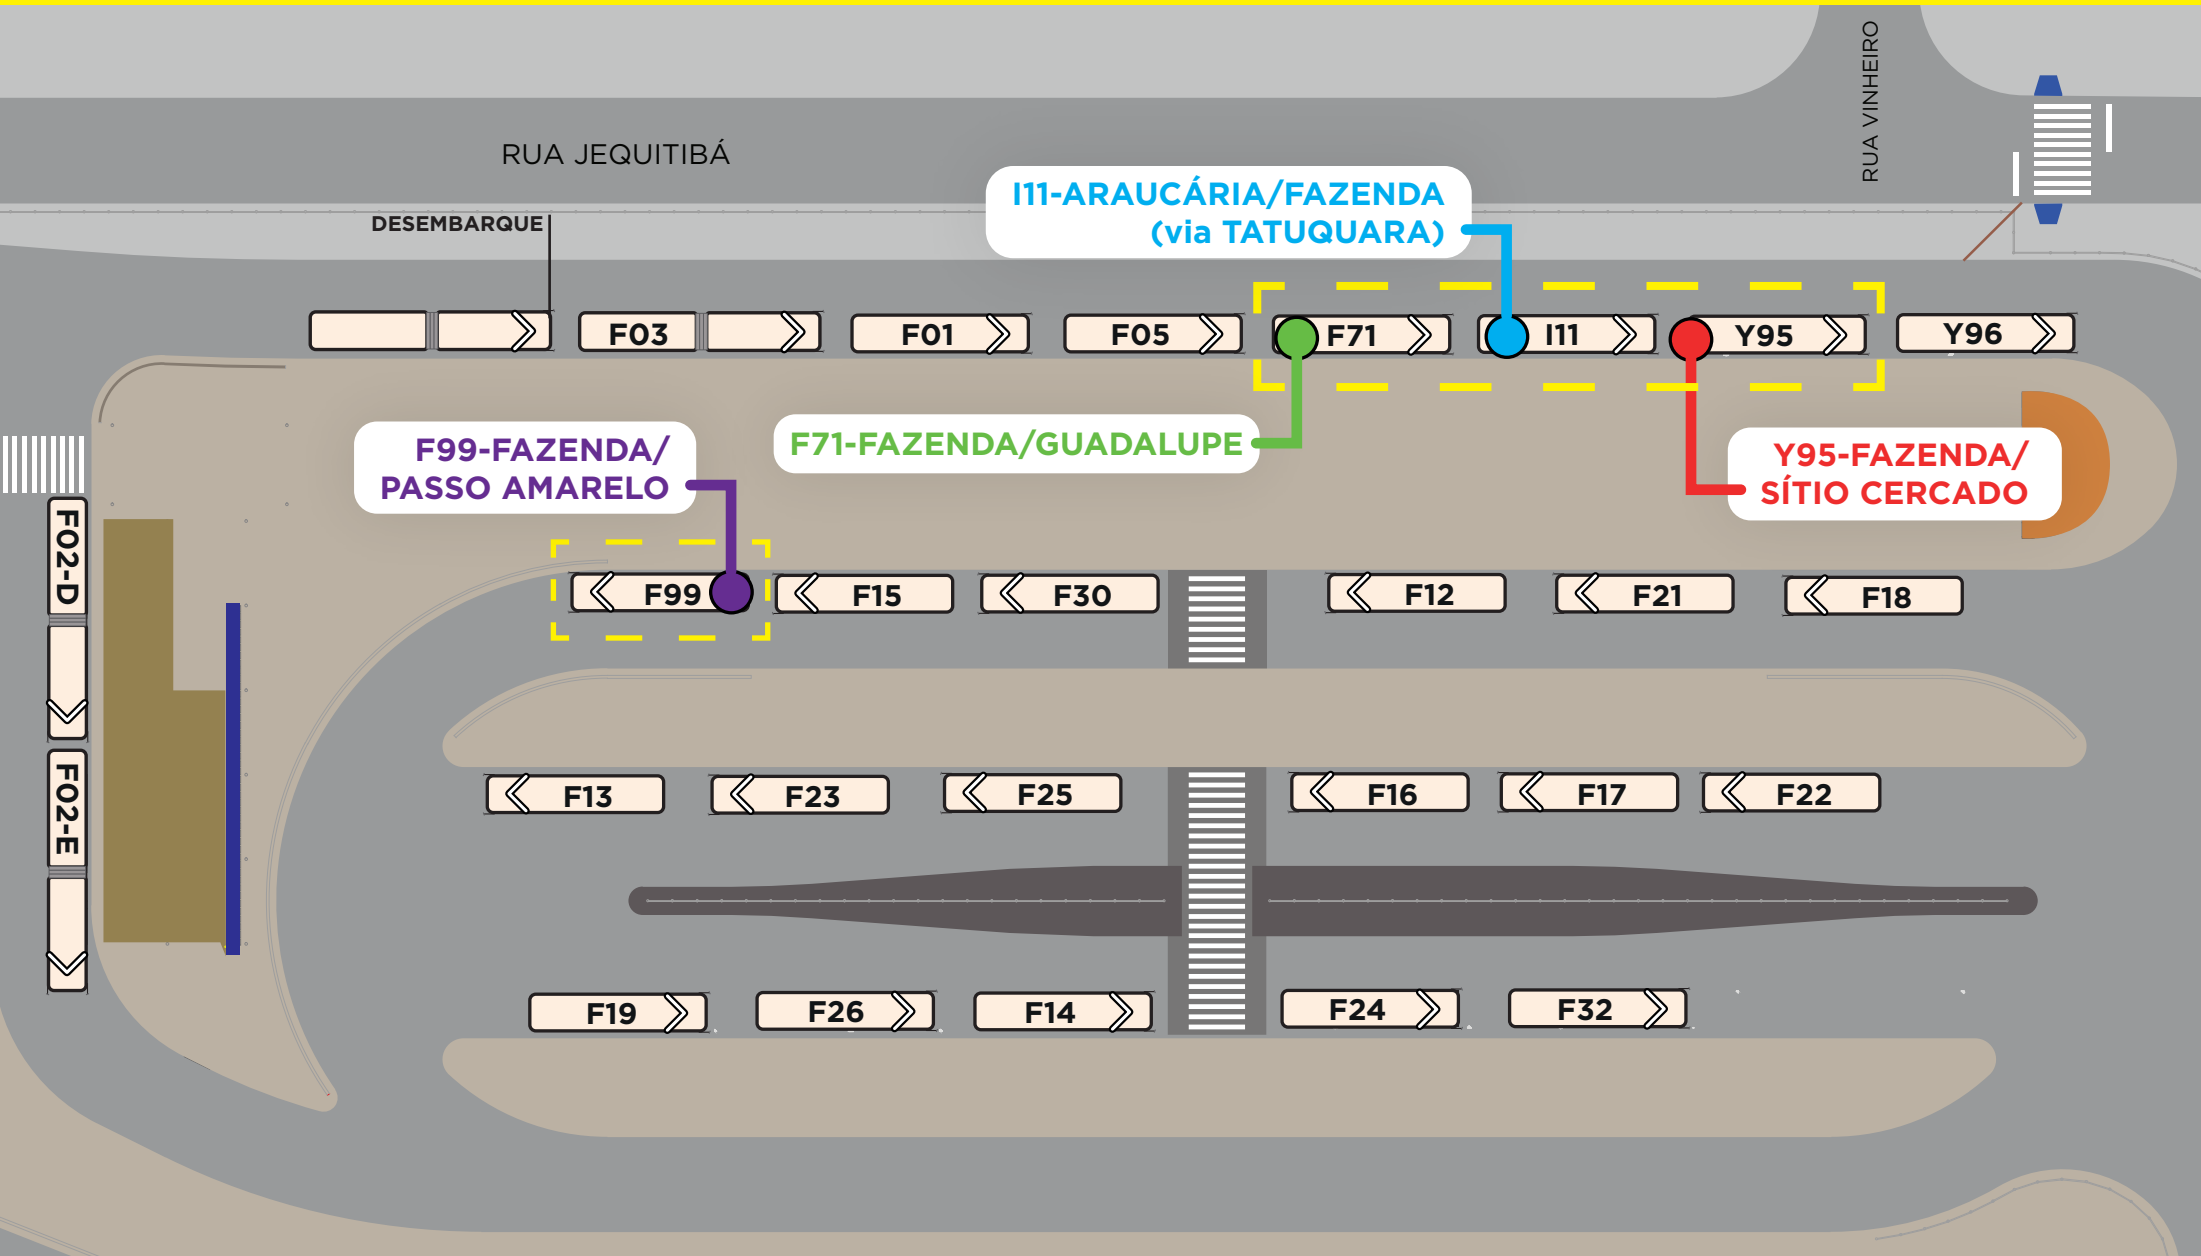 RUA VINHEIRO
RUA JEQUITIBÁ
I11-ARAUCÁRIA/FAZENDA
(via TATUQUARA)
DESEMBARQUE
F03
F01
F05
F71
I11
Y95
Y96
F99-FAZENDA/
PASSO AMARELO
F71-FAZENDA/GUADALUPE
Y95-FAZENDA/
SÍTIO CERCADO
F02-D
F99
F15
F30
F12
F21
F18
F02-E
F13
F23
F25
F16
F17
F22
F19
F26
F14
F24
F32